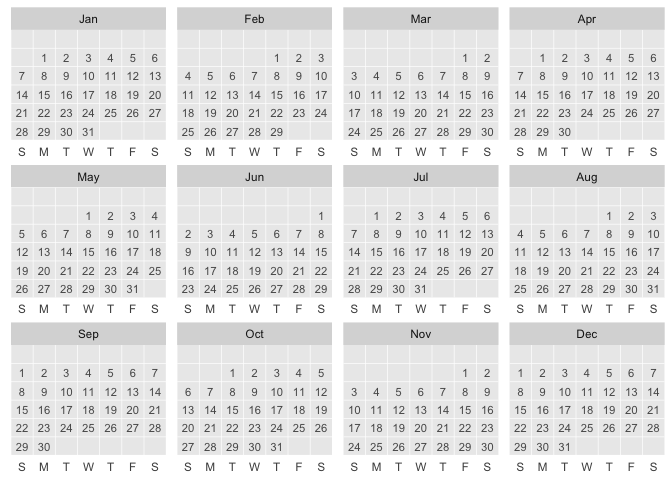 Jan
1 2 3 4 5 6
7 8 9 10 11 12 13
14 15 16 17 18 19 20
21 22 23 24 25 26 27
28 29 30 31
S M T W T F S
Feb
1 2 3
4 5 6 7 8 9 10
11 12 13 14 15 16 17
18 19 20 21 22 23 24
25 26 27 28 29
S M T W T F S
Mar
1 2
3 4 5 6 7 8 9
10 11 12 13 14 15 16
17 18 19 20 21 22 23
24 25 26 27 28 29 30
S M T W T F S
Apr
1 2 3 4 5 6
7 8 9 10 11 12 13
14 15 16 17 18 19 20
21 22 23 24 25 26 27
28 29 30
S M T W T F S
May
1 2 3 4
5 6 7 8 9 10 11
12 13 14 15 16 17 18
19 20 21 22 23 24 25
26 27 28 29 30 31
S M T W T F S
Jun
1
2 3 4 5 6 7 8
9 10 11 12 13 14 15
16 17 18 19 20 21 22
23 24 25 26 27 28 29
S M T W T F S
Jul
1 2 3 4 5 6
7 8 9 10 11 12 13
14 15 16 17 18 19 20
21 22 23 24 25 26 27
28 29 30 31
S M T W T F S
Aug
1 2 3
4 5 6 7 8 9 10
11 12 13 14 15 16 17
18 19 20 21 22 23 24
25 26 27 28 29 30 31
S M T W T F S
Sep
1 2 3 4 5 6 7
8 9 10 11 12 13 14
15 16 17 18 19 20 21
22 23 24 25 26 27 28
29 30
S M T W T F S
Oct
1 2 3 4 5
6 7 8 9 10 11 12
13 14 15 16 17 18 19
20 21 22 23 24 25 26
27 28 29 30 31
S M T W T F S
Nov
1 2
3 4 5 6 7 8 9
10 11 12 13 14 15 16
17 18 19 20 21 22 23
24 25 26 27 28 29 30
S M T W T F S
Dec
1 2 3 4 5 6 7
8 9 10 11 12 13 14
15 16 17 18 19 20 21
22 23 24 25 26 27 28
29 30 31
S M T W T F S